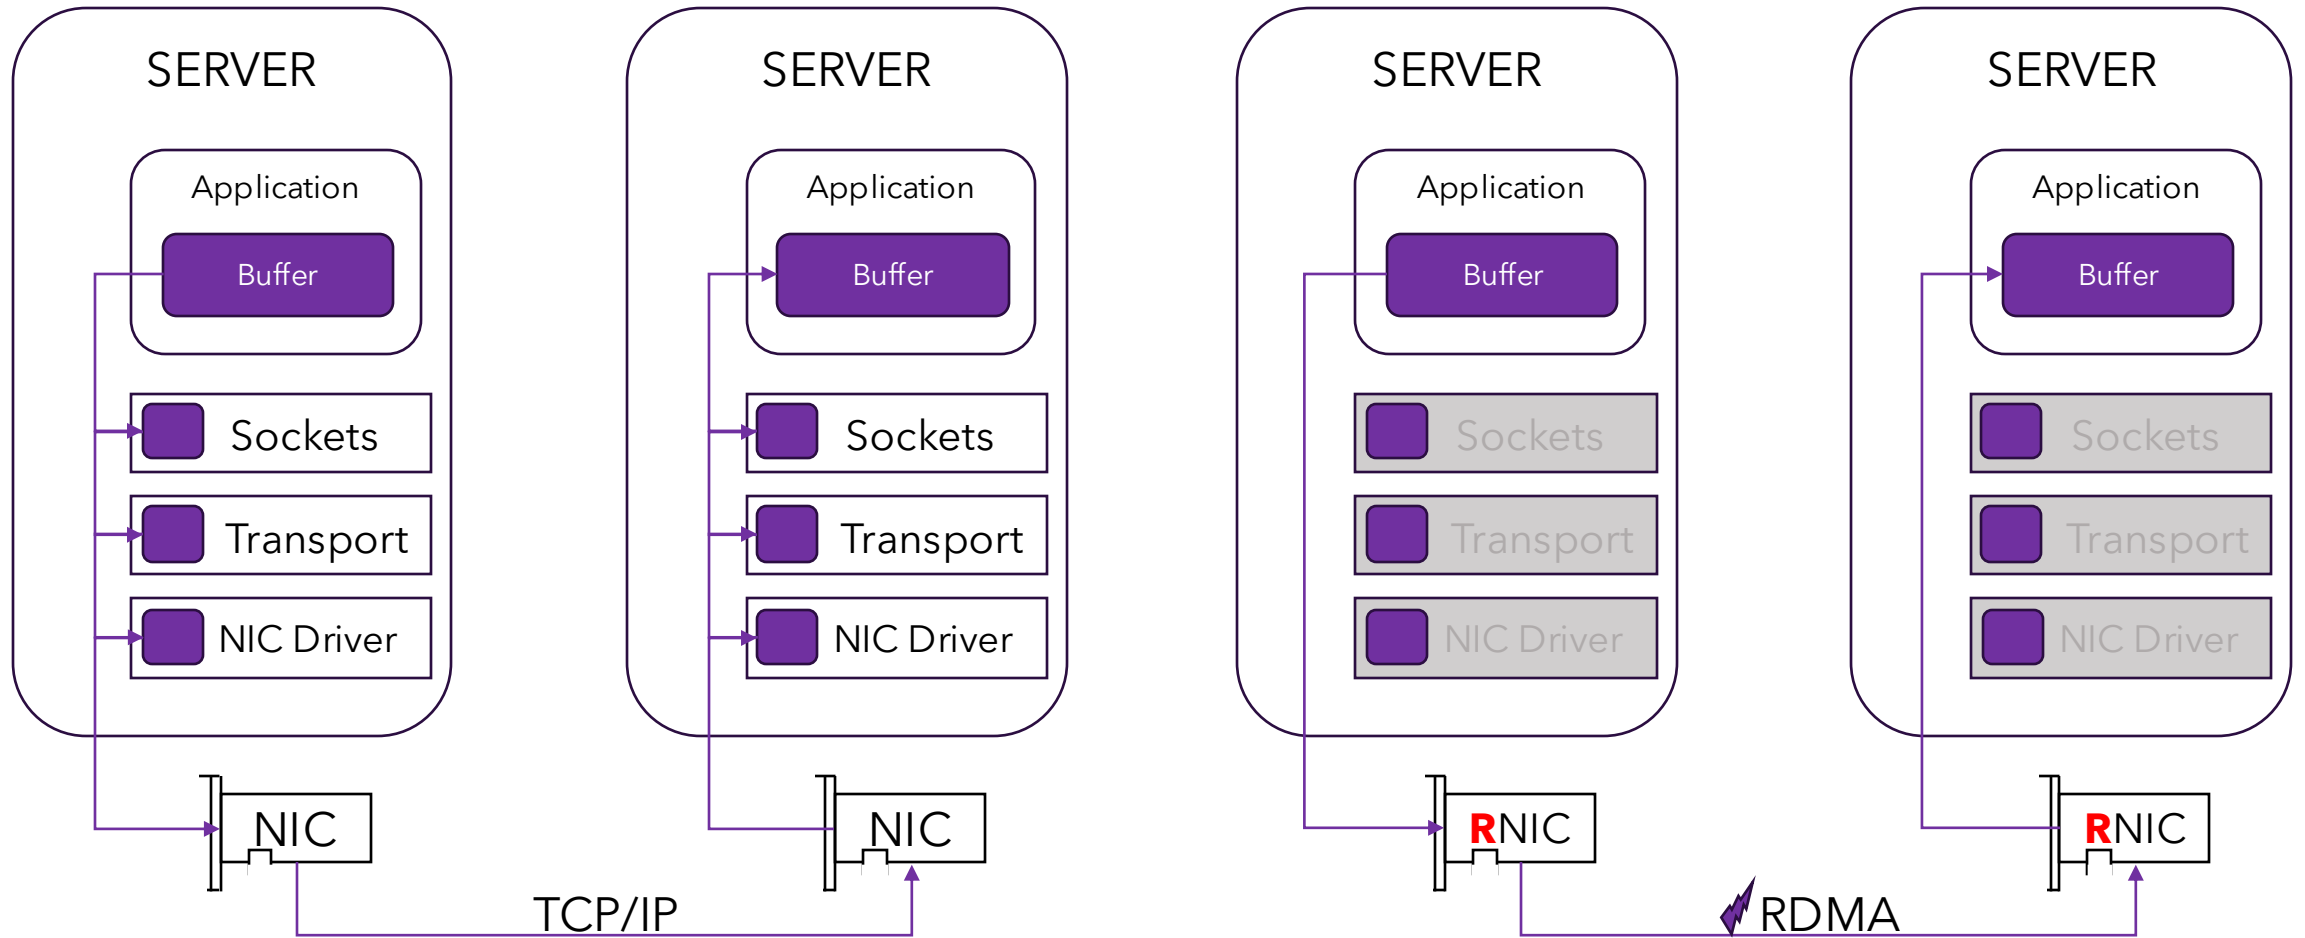 SERVER
Application
Buffer
Sockets
Transport
NIC Driver
NIC
SERVER
Application
Buffer
Sockets
Transport
NIC Driver
NIC
TCP/IP
SERVER
Application
Buffer
Sockets
Transport
NIC Driver
RNIC
SERVER
Application
Buffer
Sockets
Transport
NIC Driver
RNIC
RDMA